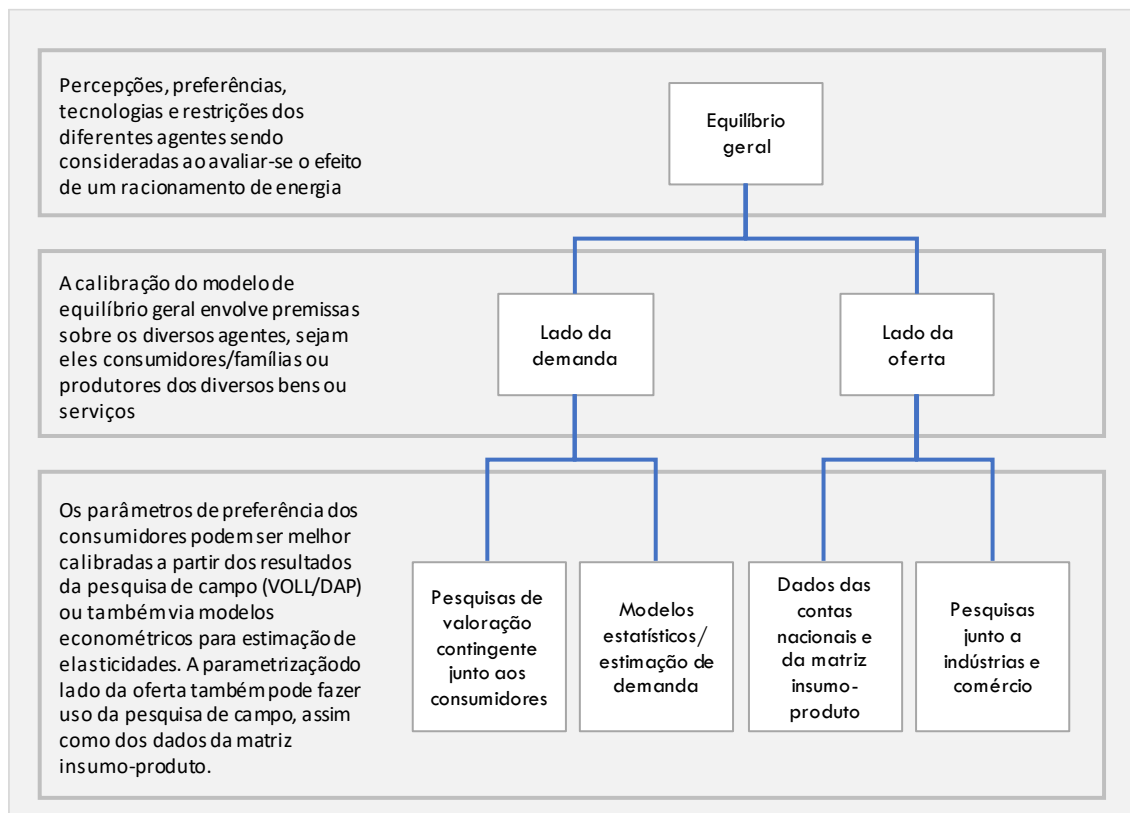 Percepções, preferências,
tecnologias e restrições dos
diferentes agentes sendo
consideradas ao avaliar-se o efeito
de um racionamento de energia
Equilíbrio
geral
A calibração do modelo de
equilíbrio geral envolve premissas
sobre os diversos agentes, sejam
eles consumidores/famílias ou
produtores dos diversos bens ou
serviços
Lado da
demanda
Lado da
oferta
Os parâmetros de preferência dos
consumidores podem ser melhor
calibradas a partir dos resultados
da pesquisa de campo (VOLL/DAP)
ou também via modelos
econométricos para estimação de
elasticidades. A parametrizaçãodo
lado da oferta também pode fazer
uso da pesquisa de campo, assim
como dos dados da matriz
insumo-produto.
Pesquisas de
valoração
contingente
junto aos
consumidores
Modelos
estatísticos/
estimação de
demanda
Dados das
contas
nacionais e
da matriz
insumo-
produto
Pesquisas
junto a
indústrias e
comércio